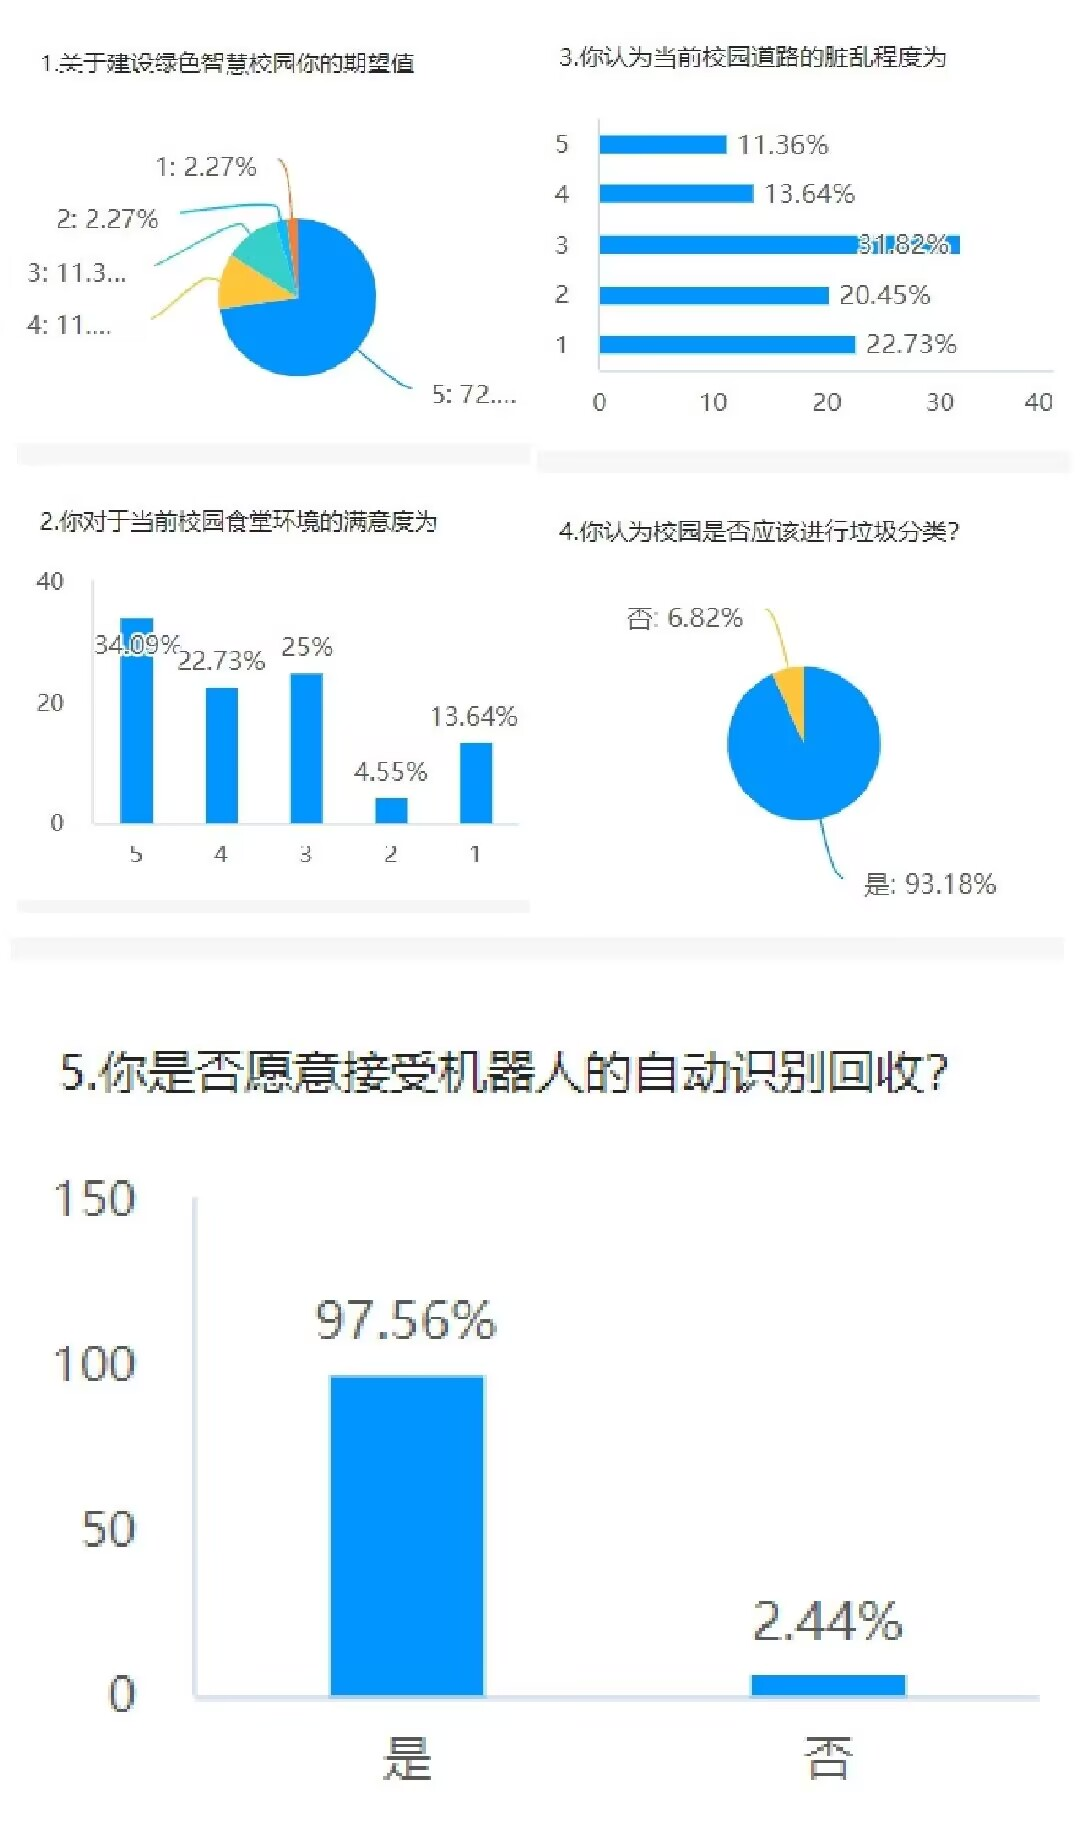 1.关于建设绿色智慧校园你的期望值
1: 2.27%
2: 2.27%
3: 11.3...
4: 11....
5: 72....
3.你认为当前校园道路的脏乱程度为
5 11.36%
4 13.64%
3 31.82%
2 20.45%
1 22.73%
0 10 20 30 40
2.你对于当前校园食堂环境的满意度为
40
20
0
34.09% 22.73% 25% 4.55% 13.64%
5 4 3 2 1
4.你认为校园是否应该进行垃圾分类?
否: 6.82%
是: 93.18%
5.你是否愿意接受机器人的自动识别回收?
150
100
50
0
97.56%
2.44%
是 否